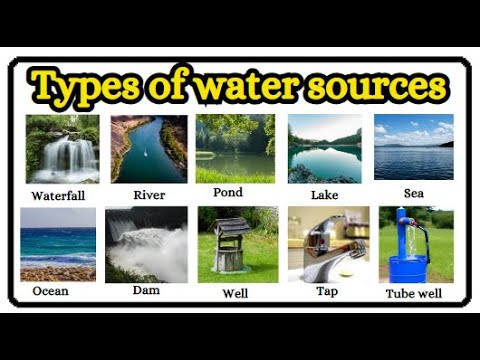 Types of water sources
Waterfall
River
Pond
Lake
Sea
Ocean
Dam
Well
Tap
Tube well